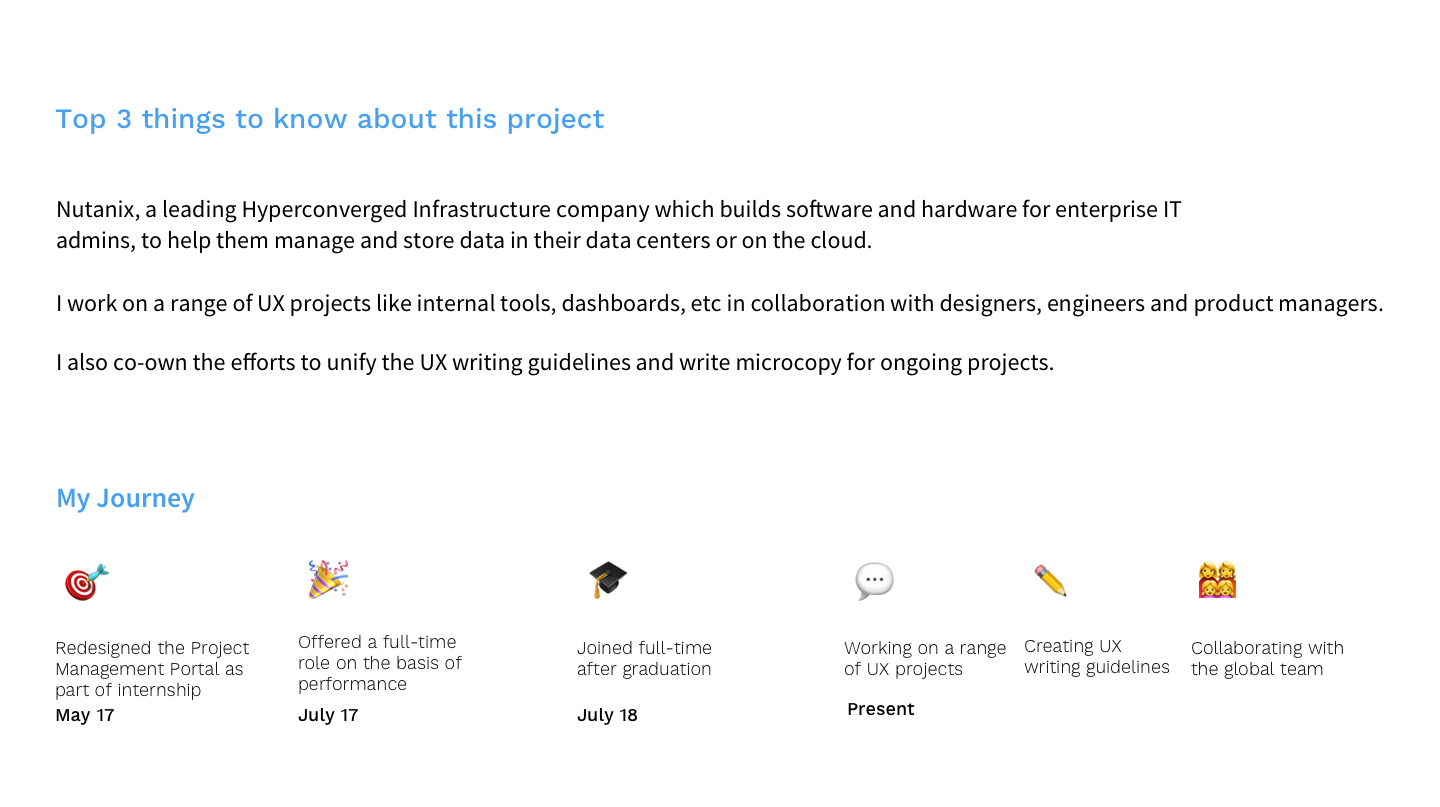 Top 3 things to know about this project
Nutanix, a leading Hyperconverged Infrastructure company which builds software and hardware for enterprise IT
admins, to help them manage and store data in their data centers or on the cloud.
I work on a range of UX projects like internal tools, dashboards, etc in collaboration with designers, engineers and product managers.
I also co-own the efforts to unify the UX writing guidelines and write microcopy for ongoing projects.
My Journey
Redesigned the Project
Management Portal as
part of internship
May 17
Offered a full-time
role on the basis of
performance
July 17
Joined full-time
after graduation
July 18
Working on a range
of UX projects
Present
Creating UX
writing guidelines
Collaborating with
the global team